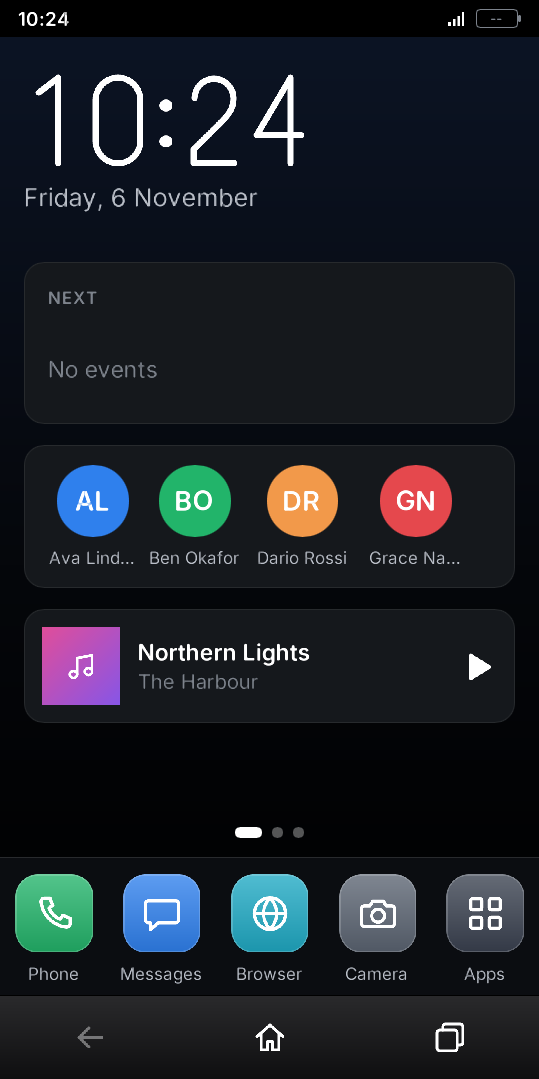 10:24
--
10:24
Friday, 6 November
NEXT
No events
AL BO DR GN
Ava Lind... Ben Okafor Dario Rossi Grace Na...
Northern Lights
The Harbour
Phone Messages Browser Camera Apps